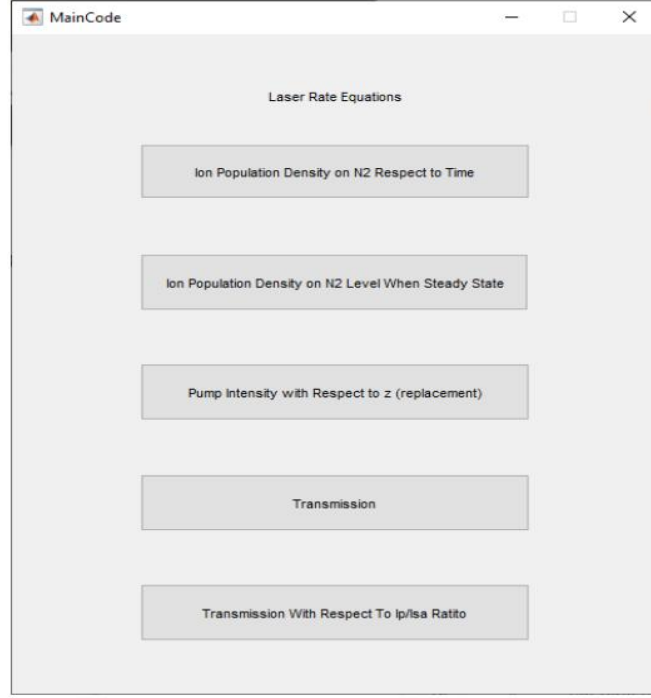 MainCode
Laser Rate Equations
Ion Population Density on N2 Respect to Time
Ion Population Density on N2 Level When Steady State
Pump Intensity with Respect to z (replacement)
Transmission
Transmission With Respect To Ip/Isa Ratito